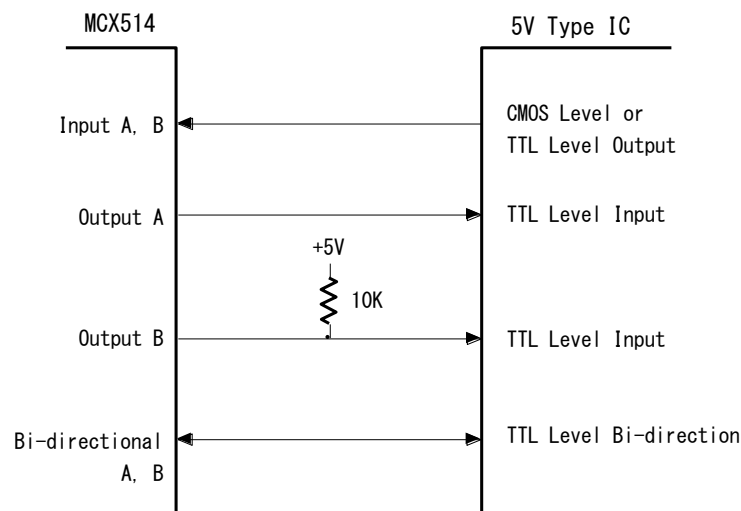 MCX514
5V Type IC
Input A, B
CMOS Level or
TTL Level Output
Output A
TTL Level Input
+5V
10K
Output B
TTL Level Input
Bi-directional
A, B
TTL Level Bi-direction